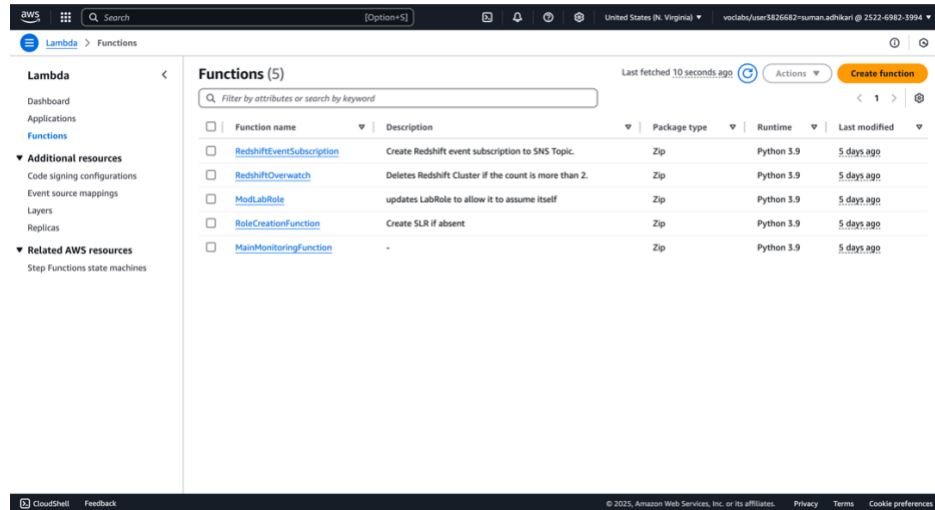 aws
Search [Option+S]
United States (N. Virginia) ▼ voclabs/user3826682=suman.adhikari @ 2522-6982-3994 ▼
Lambda > Functions
Lambda
Dashboard
Applications
Functions
▼ Additional resources
Code signing configurations
Event source mappings
Layers
Replicas
▼ Related AWS resources
Step Functions state machines
Functions (5)
Last fetched 10 seconds ago Actions ▼ Create function
Filter by attributes or search by keyword
< 1 >
Function name Description Package type Runtime Last modified
RedshiftEventSubscription Create Redshift event subscription to SNS Topic. Zip Python 3.9 5 days ago
RedshiftOverwatch Deletes Redshift Cluster if the count is more than 2. Zip Python 3.9 5 days ago
ModLabRole updates LabRole to allow it to assume itself Zip Python 3.9 5 days ago
RoleCreationFunction Create SLR if absent Zip Python 3.9 5 days ago
MainMonitoringFunction - Zip Python 3.9 5 days ago
CloudShell Feedback © 2025, Amazon Web Services, Inc. or its affiliates. Privacy Terms Cookie preferences